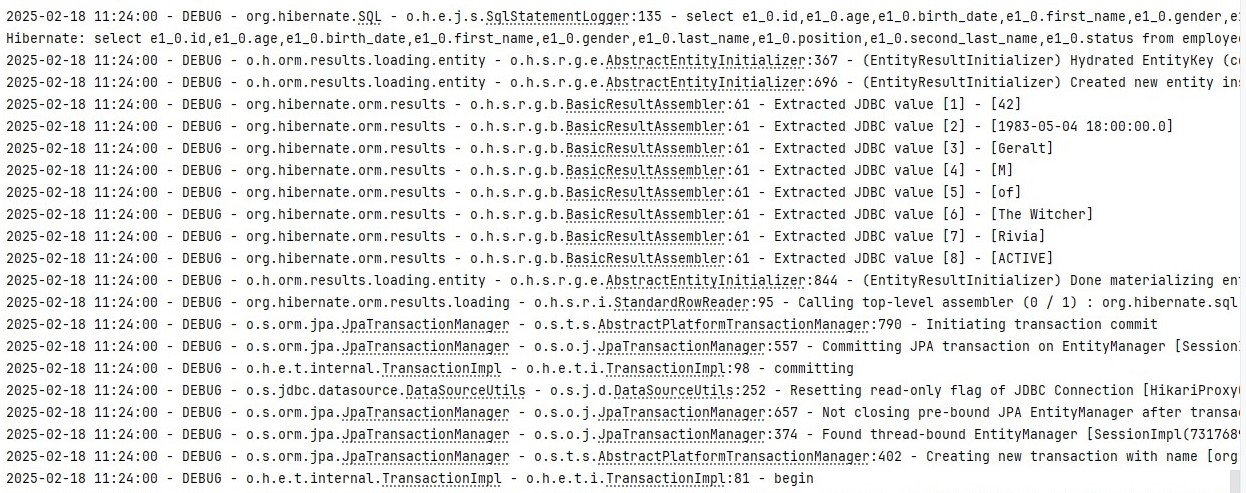 2025-02-18 11:24:00 - DEBUG - org.hibernate.SQL - o.h.e.j.s.SqlStatementLogger:135 - select e1_0.id,e1_0.age,e1_0.birth_date,e1_0.first_name,e1_0.gender,e1
Hibernate: select e1_0.id,e1_0.age,e1_0.birth_date,e1_0.first_name,e1_0.gender,e1_0.last_name,e1_0.position,e1_0.second_last_name,e1_0.status from employe
2025-02-18 11:24:00 - DEBUG - o.h.orm.results.loading.entity - o.h.s.r.g.e.AbstractEntityInitializer:367 - (EntityResultInitializer) Hydrated EntityKey (co
2025-02-18 11:24:00 - DEBUG - o.h.orm.results.loading.entity - o.h.s.r.g.e.AbstractEntityInitializer:696 - (EntityResultInitializer) Created new entity ins
2025-02-18 11:24:00 - DEBUG - org.hibernate.orm.results - o.h.s.r.g.b.BasicResultAssembler:61 - Extracted JDBC value [1] - [42]
2025-02-18 11:24:00 - DEBUG - org.hibernate.orm.results - o.h.s.r.g.b.BasicResultAssembler:61 - Extracted JDBC value [2] - [1983-05-04 18:00:00.0]
2025-02-18 11:24:00 - DEBUG - org.hibernate.orm.results - o.h.s.r.g.b.BasicResultAssembler:61 - Extracted JDBC value [3] - [Geralt]
2025-02-18 11:24:00 - DEBUG - org.hibernate.orm.results - o.h.s.r.g.b.BasicResultAssembler:61 - Extracted JDBC value [4] - [M]
2025-02-18 11:24:00 - DEBUG - org.hibernate.orm.results - o.h.s.r.g.b.BasicResultAssembler:61 - Extracted JDBC value [5] - [of]
2025-02-18 11:24:00 - DEBUG - org.hibernate.orm.results - o.h.s.r.g.b.BasicResultAssembler:61 - Extracted JDBC value [6] - [The Witcher]
2025-02-18 11:24:00 - DEBUG - org.hibernate.orm.results - o.h.s.r.g.b.BasicResultAssembler:61 - Extracted JDBC value [7] - [Rivia]
2025-02-18 11:24:00 - DEBUG - org.hibernate.orm.results - o.h.s.r.g.b.BasicResultAssembler:61 - Extracted JDBC value [8] - [ACTIVE]
2025-02-18 11:24:00 - DEBUG - o.h.orm.results.loading.entity - o.h.s.r.g.e.AbstractEntityInitializer:844 - (EntityResultInitializer) Done materializing ent
2025-02-18 11:24:00 - DEBUG - org.hibernate.orm.results.loading - o.h.s.r.i.StandardRowReader:95 - Calling top-level assembler (0 / 1) : org.hibernate.sql
2025-02-18 11:24:00 - DEBUG - o.s.orm.jpa.JpaTransactionManager - o.s.t.s.AbstractPlatformTransactionManager:790 - Initiating transaction commit
2025-02-18 11:24:00 - DEBUG - o.s.orm.jpa.JpaTransactionManager - o.s.o.j.JpaTransactionManager:557 - Committing JPA transaction on EntityManager [SessionI
2025-02-18 11:24:00 - DEBUG - o.h.e.t.internal.TransactionImpl - o.h.e.t.i.TransactionImpl:98 - committing
2025-02-18 11:24:00 - DEBUG - o.s.jdbc.datasource.DataSourceUtils - o.s.j.d.DataSourceUtils:252 - Resetting read-only flag of JDBC Connection [HikariProxyC
2025-02-18 11:24:00 - DEBUG - o.s.orm.jpa.JpaTransactionManager - o.s.o.j.JpaTransactionManager:657 - Not closing pre-bound JPA EntityManager after transac
2025-02-18 11:24:00 - DEBUG - o.s.orm.jpa.JpaTransactionManager - o.s.o.j.JpaTransactionManager:374 - Found thread-bound EntityManager [SessionImpl(7317689
2025-02-18 11:24:00 - DEBUG - o.s.orm.jpa.JpaTransactionManager - o.s.t.s.AbstractPlatformTransactionManager:402 - Creating new transaction with name [org
2025-02-18 11:24:00 - DEBUG - o.h.e.t.internal.TransactionImpl - o.h.e.t.i.TransactionImpl:81 - begin